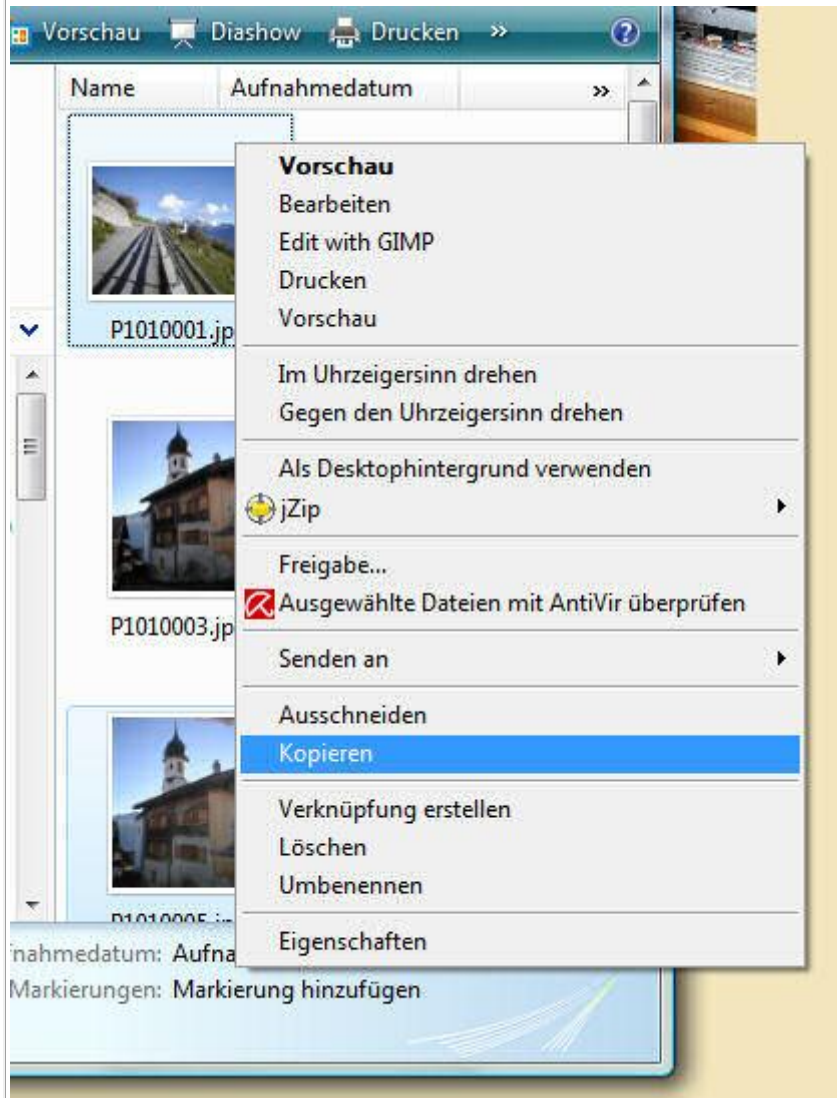 Vorschau Diashow Drucken »
Name Aufnahmedatum »
Vorschau
Bearbeiten
Edit with GIMP
Drucken
Vorschau
Im Uhrzeigersinn drehen
Gegen den Uhrzeigersinn drehen
Als Desktophintergrund verwenden
jZip
Freigabe...
Ausgewählte Dateien mit AntiVir überprüfen
Senden an
Ausschneiden
Kopieren
Verknüpfung erstellen
Löschen
Umbenennen
Eigenschaften
P1010001.jp
P1010003.jp
nahmedatum: Aufna
Markierungen: Markierung hinzufügen